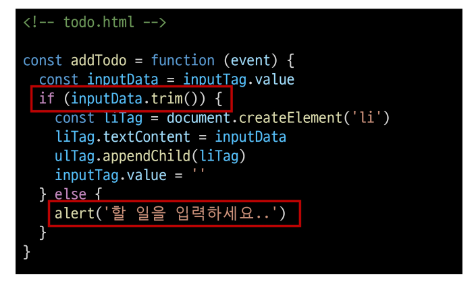 <!-- todo.html -->
const addTodo = function (event) {
const inputData = inputTag.value
if (inputData.trim()) {
const liTag = document.createElement('li')
liTag.textContent = inputData
ulTag.appendChild(liTag)
inputTag.value = ''
} else {
alert('할 일을 입력하세요..')
}
}